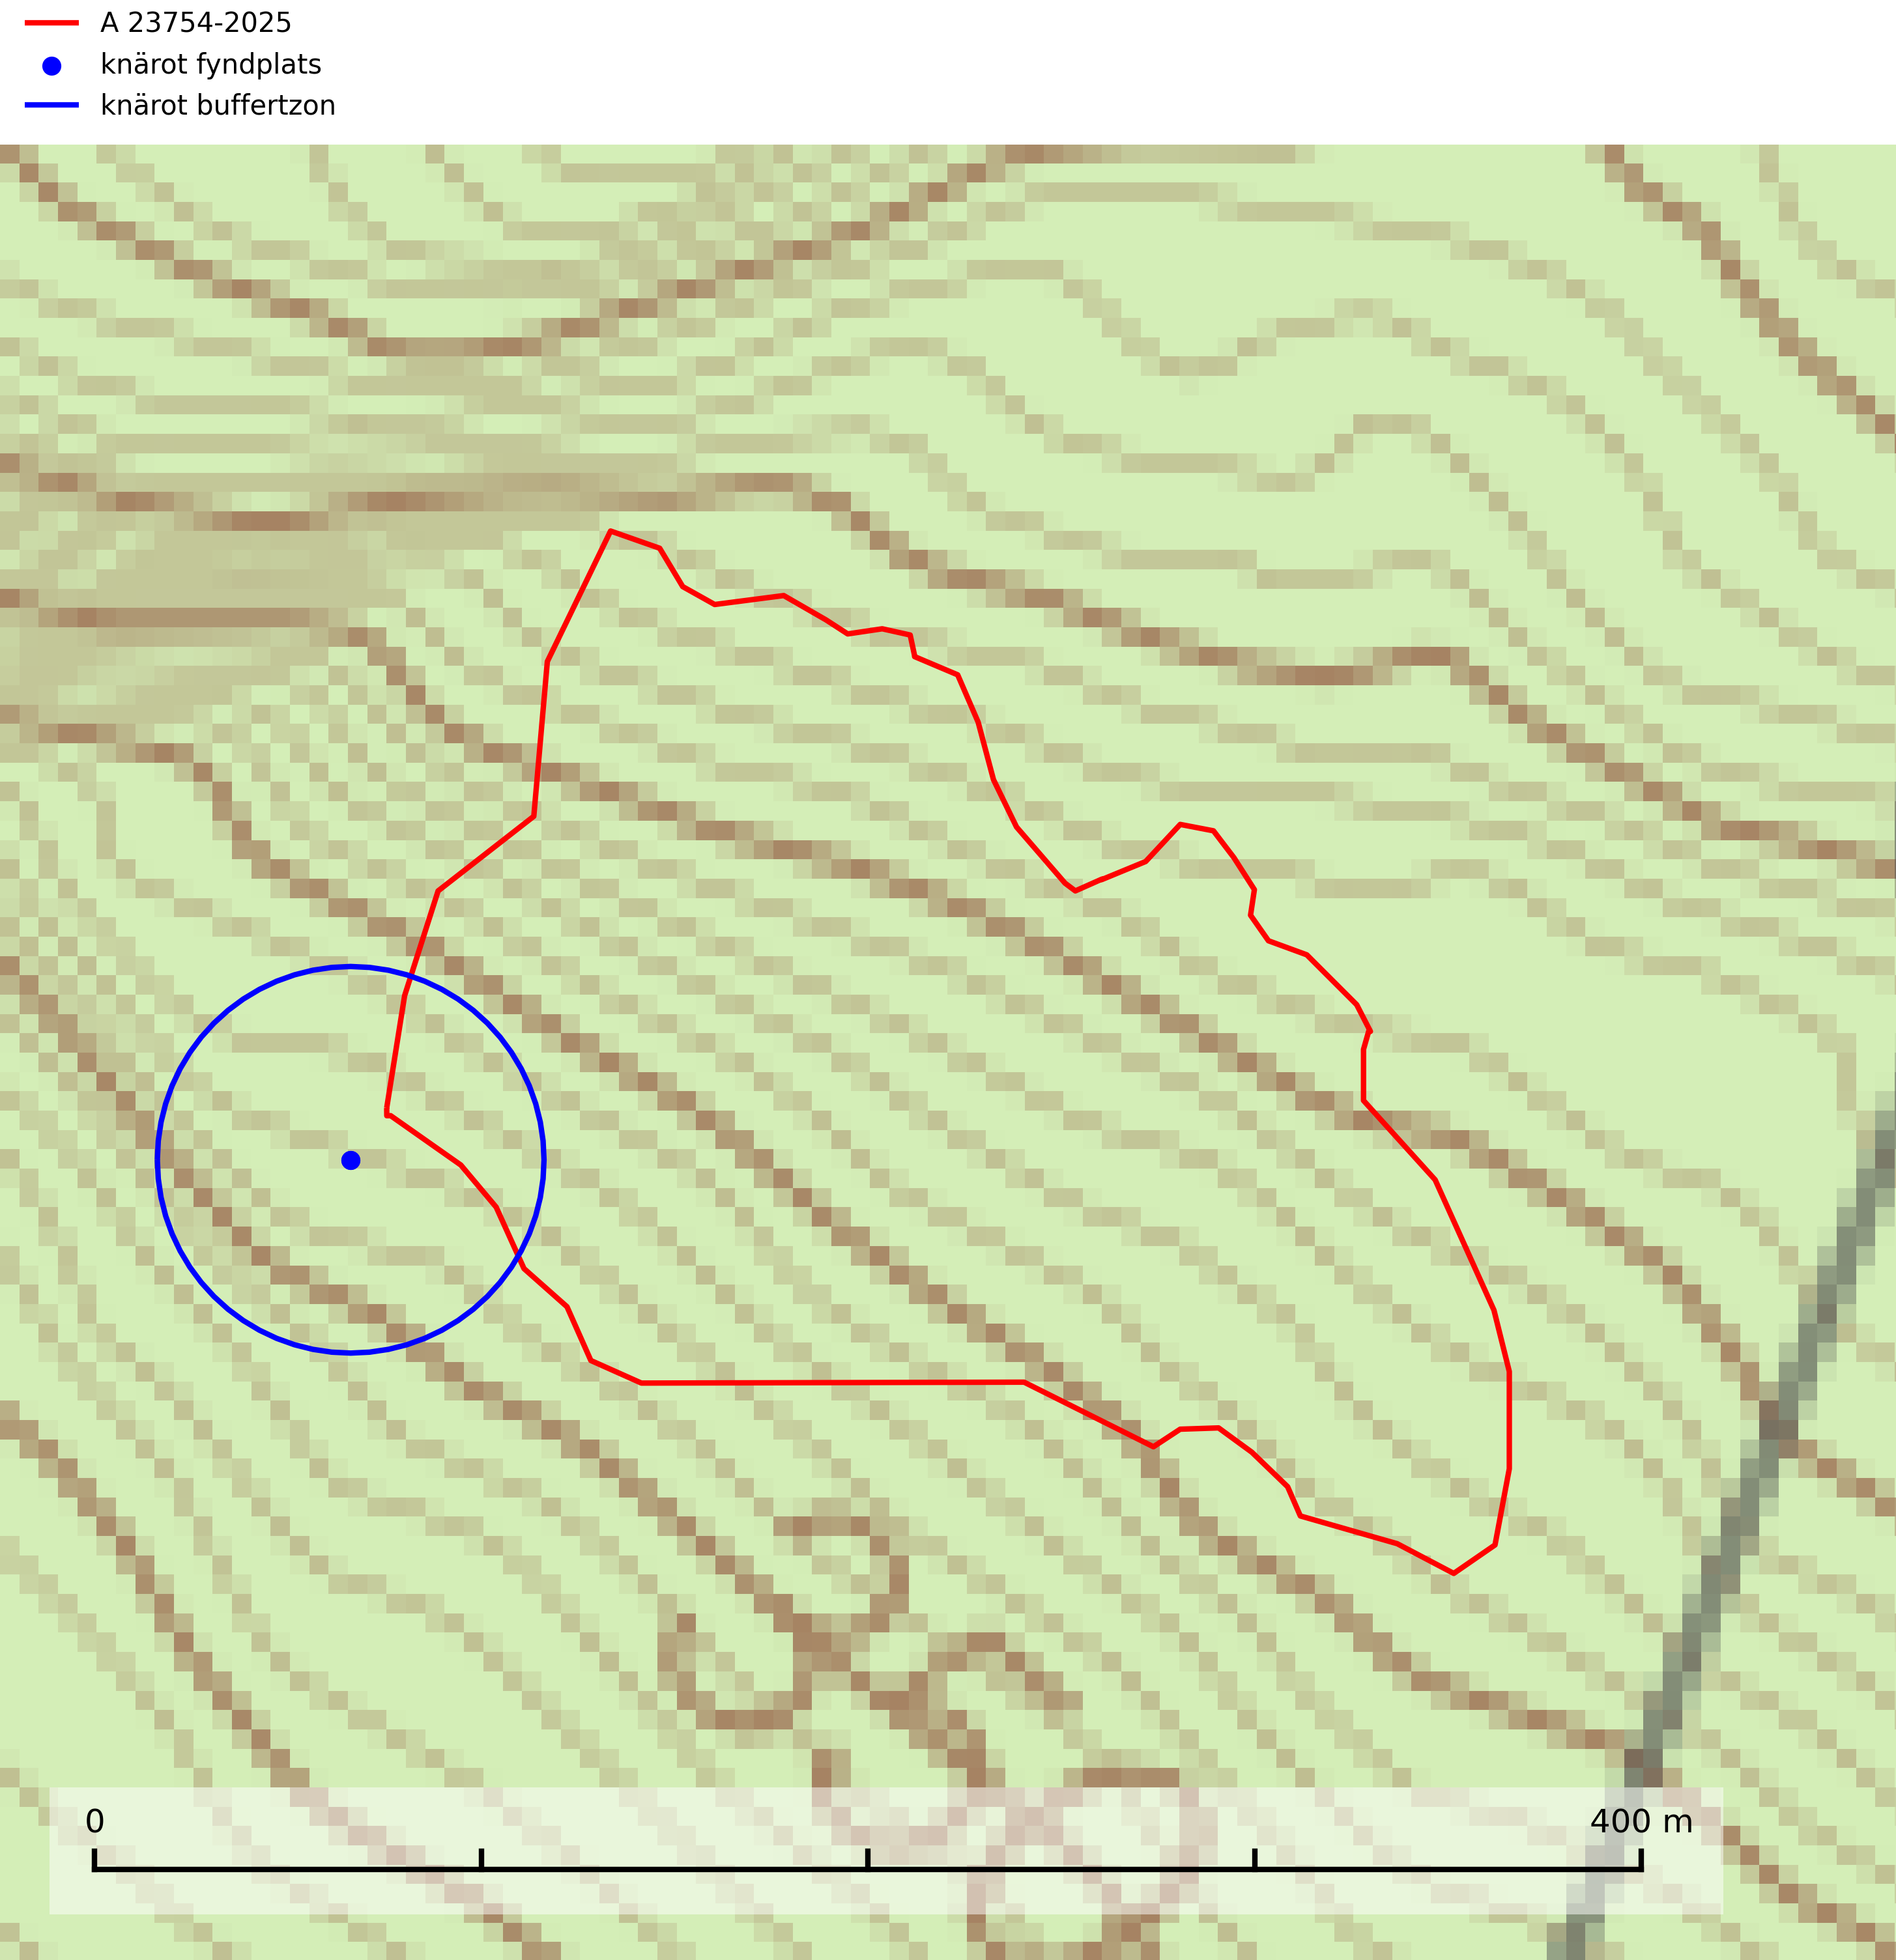 A 23754-2025
knärot fyndplats
knärot buffertzon
0
400 m